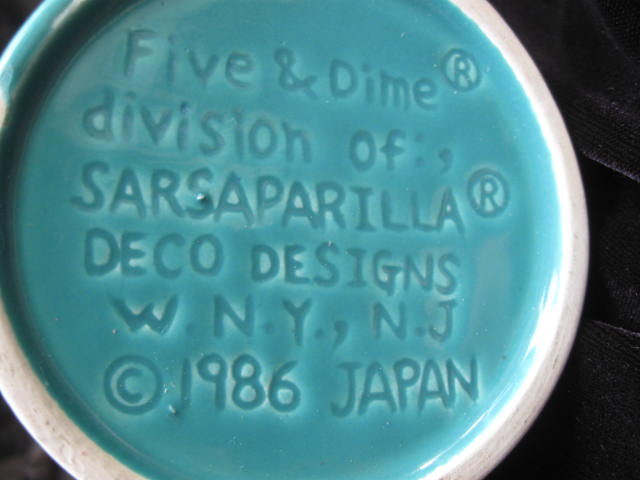 Five & Dime®
division of:,
SARSAPARILLA®
DECO DESIGNS
W.N.Y., N.J
©1986 JAPAN